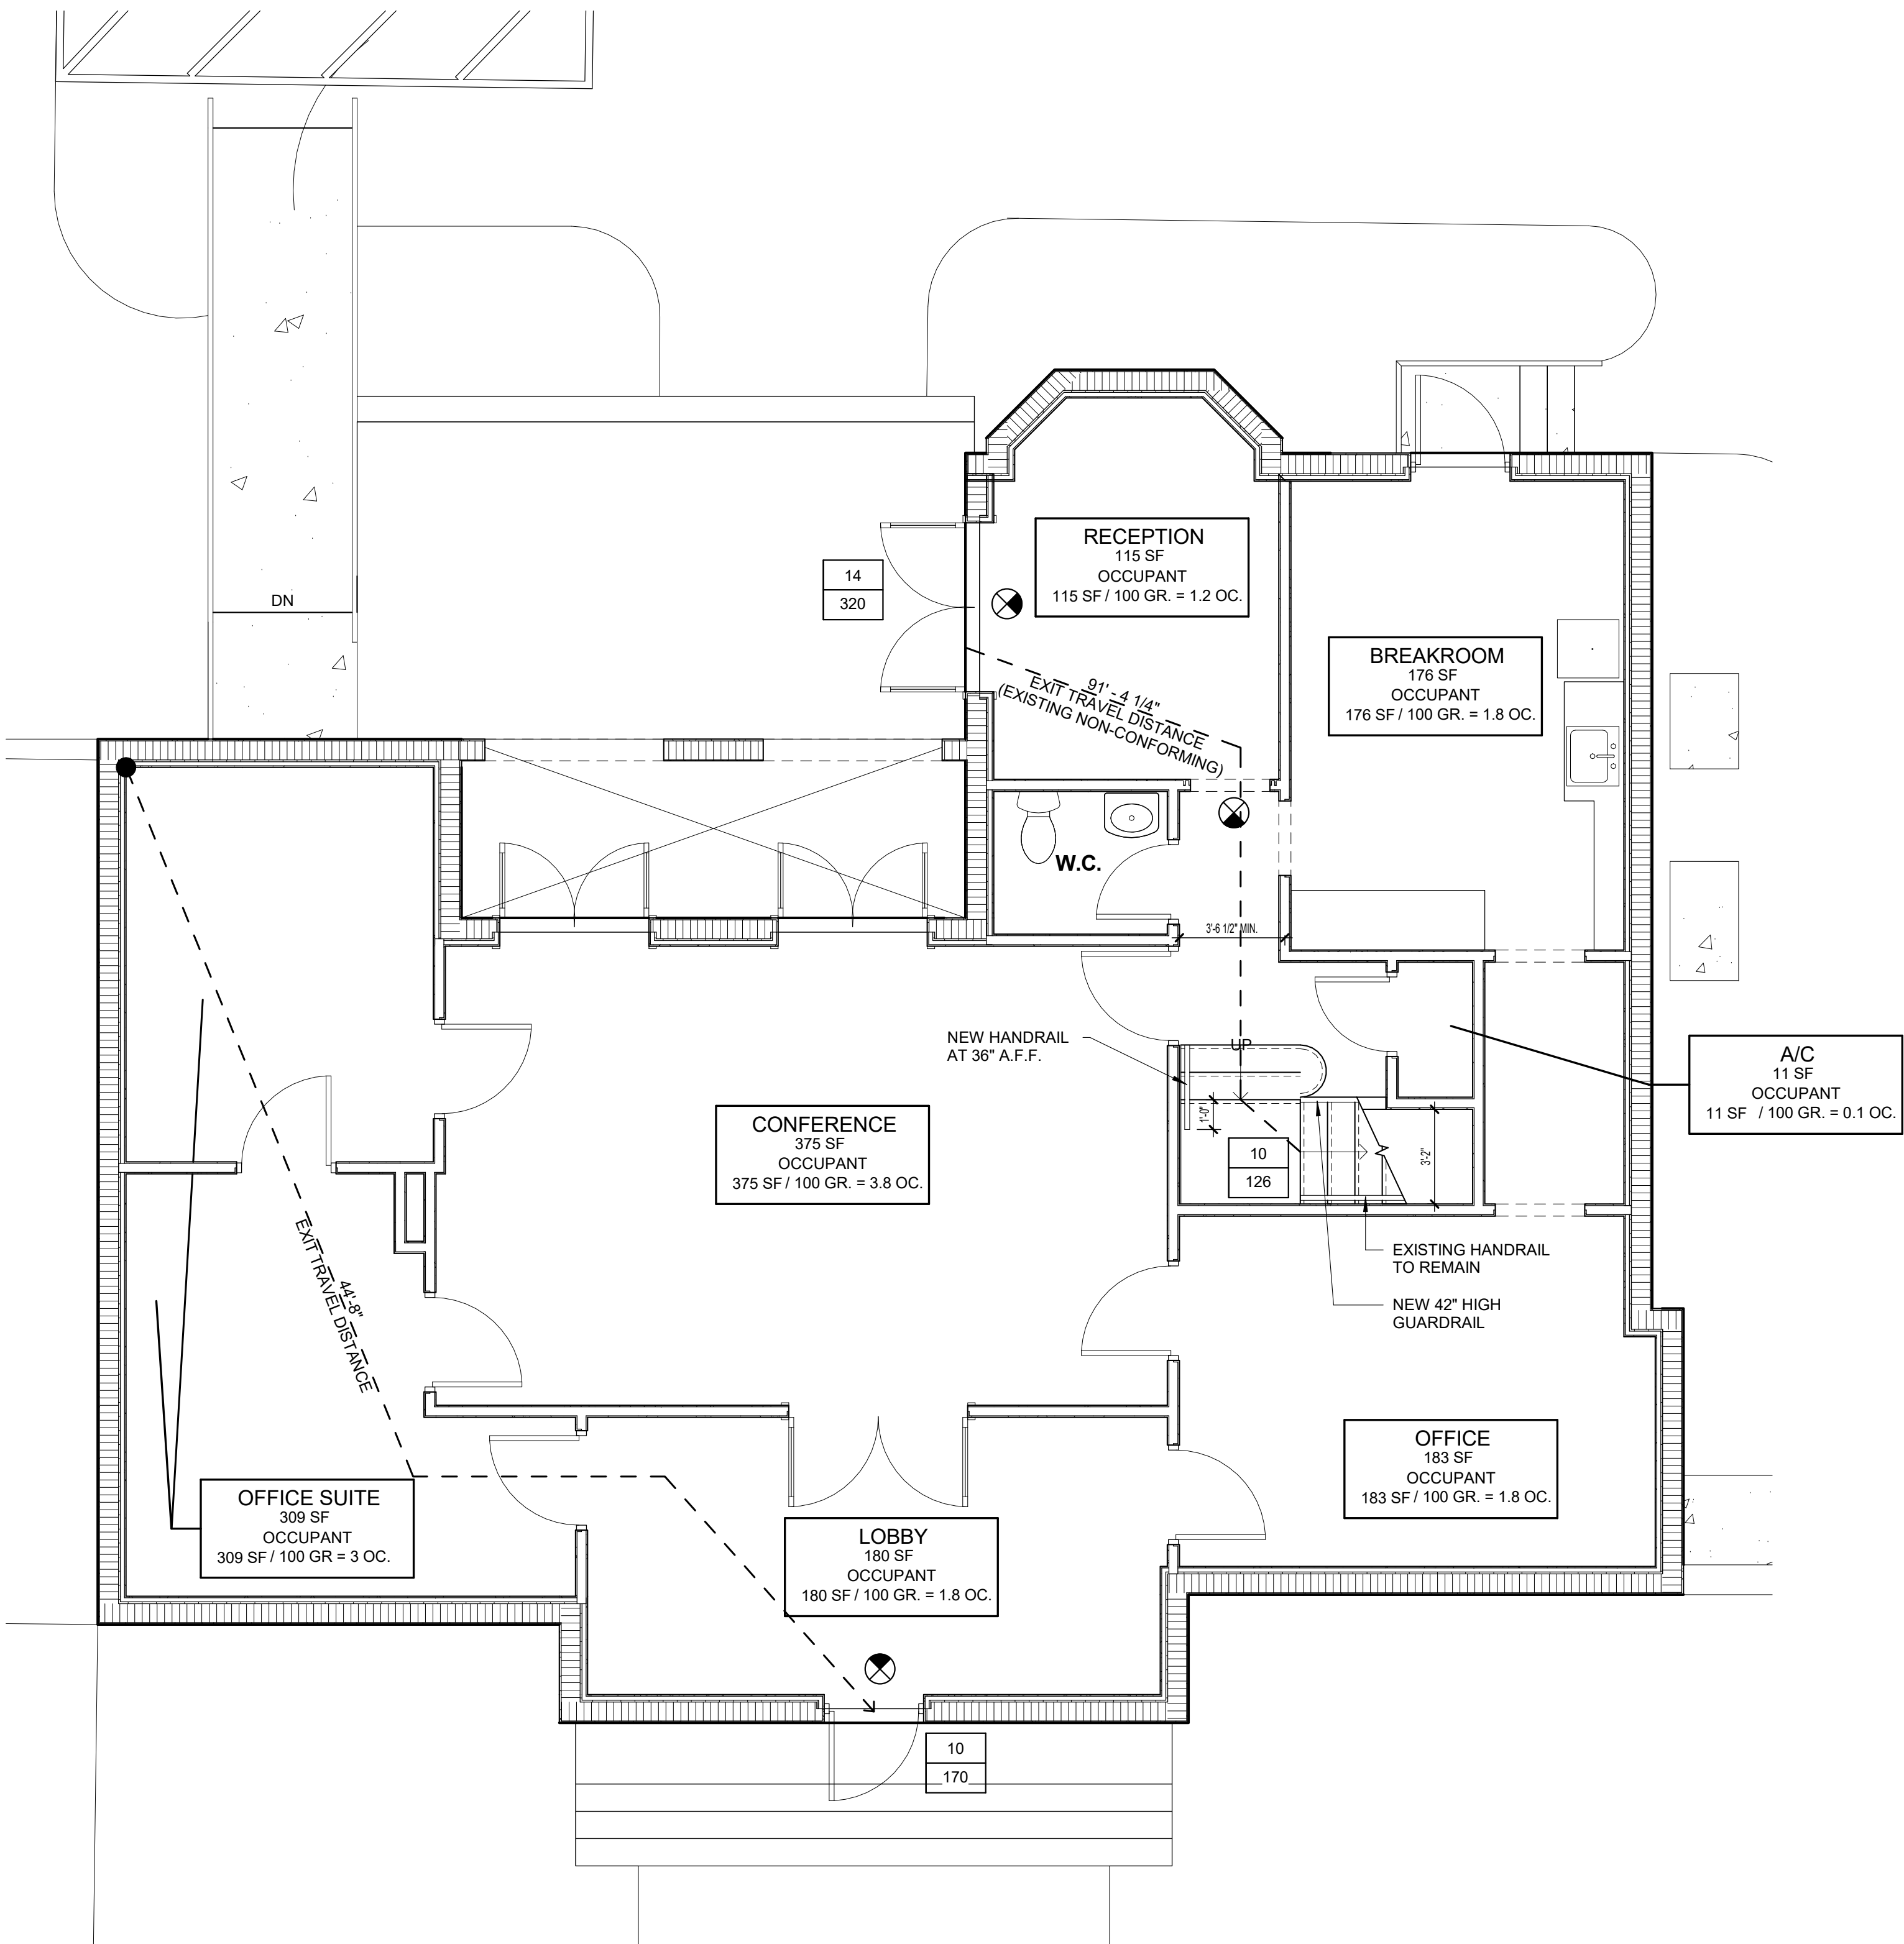 RECEPTION
115 SF
OCCUPANT
115 SF / 100 GR. = 1.2 OC.
14
320
DN
BREAKROOM
176 SF
OCCUPANT
176 SF / 100 GR. = 1.8 OC.
91' - 4 1/4"
EXIT TRAVEL DISTANCE
(EXISTING NON-CONFORMING)
W.C.
3'-6 1/2" MIN.
NEW HANDRAIL
AT 36" A.F.F.
UP
A/C
11 SF
OCCUPANT
11 SF / 100 GR. = 0.1 OC.
CONFERENCE
375 SF
OCCUPANT
375 SF / 100 GR. = 3.8 OC.
1'-0"
10
126
3'-2"
EXISTING HANDRAIL
TO REMAIN
NEW 42" HIGH
GUARDRAIL
44'-8"
EXIT TRAVEL DISTANCE
OFFICE
183 SF
OCCUPANT
183 SF / 100 GR. = 1.8 OC.
OFFICE SUITE
309 SF
OCCUPANT
309 SF / 100 GR = 3 OC.
LOBBY
180 SF
OCCUPANT
180 SF / 100 GR. = 1.8 OC.
10
170